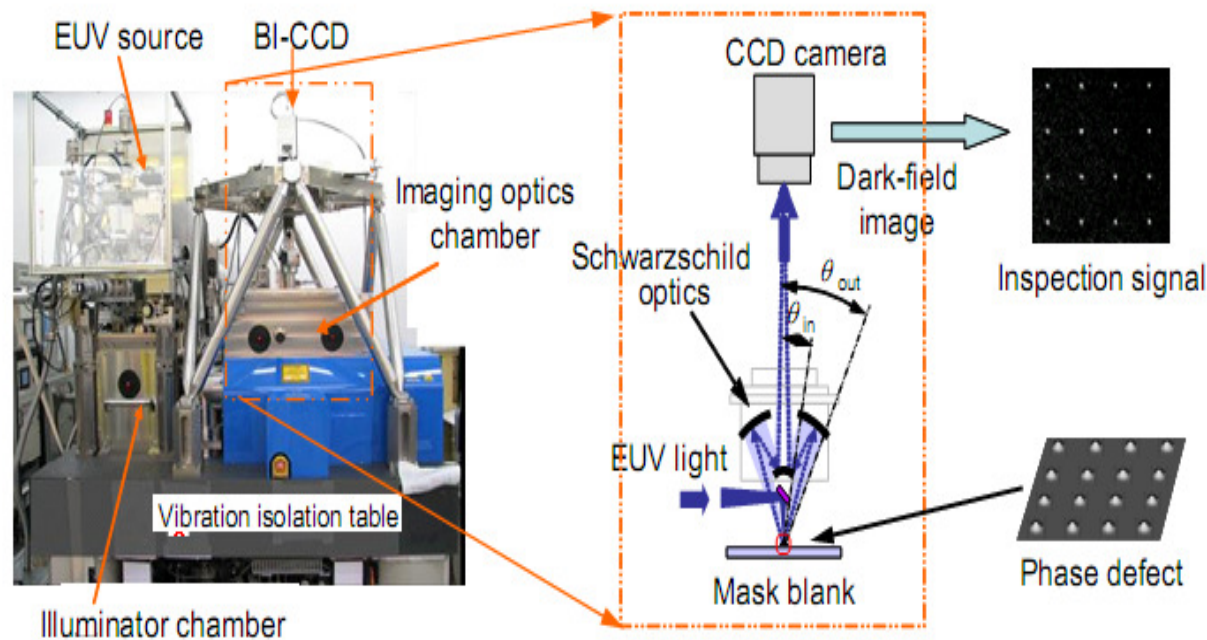 EUV source
BI-CCD
Imaging optics
chamber
Vibration isolation table
Illuminator chamber
CCD camera
Dark-field
image
Schwarzschild
optics
θout
θin
EUV light
Mask blank
Inspection signal
Phase defect